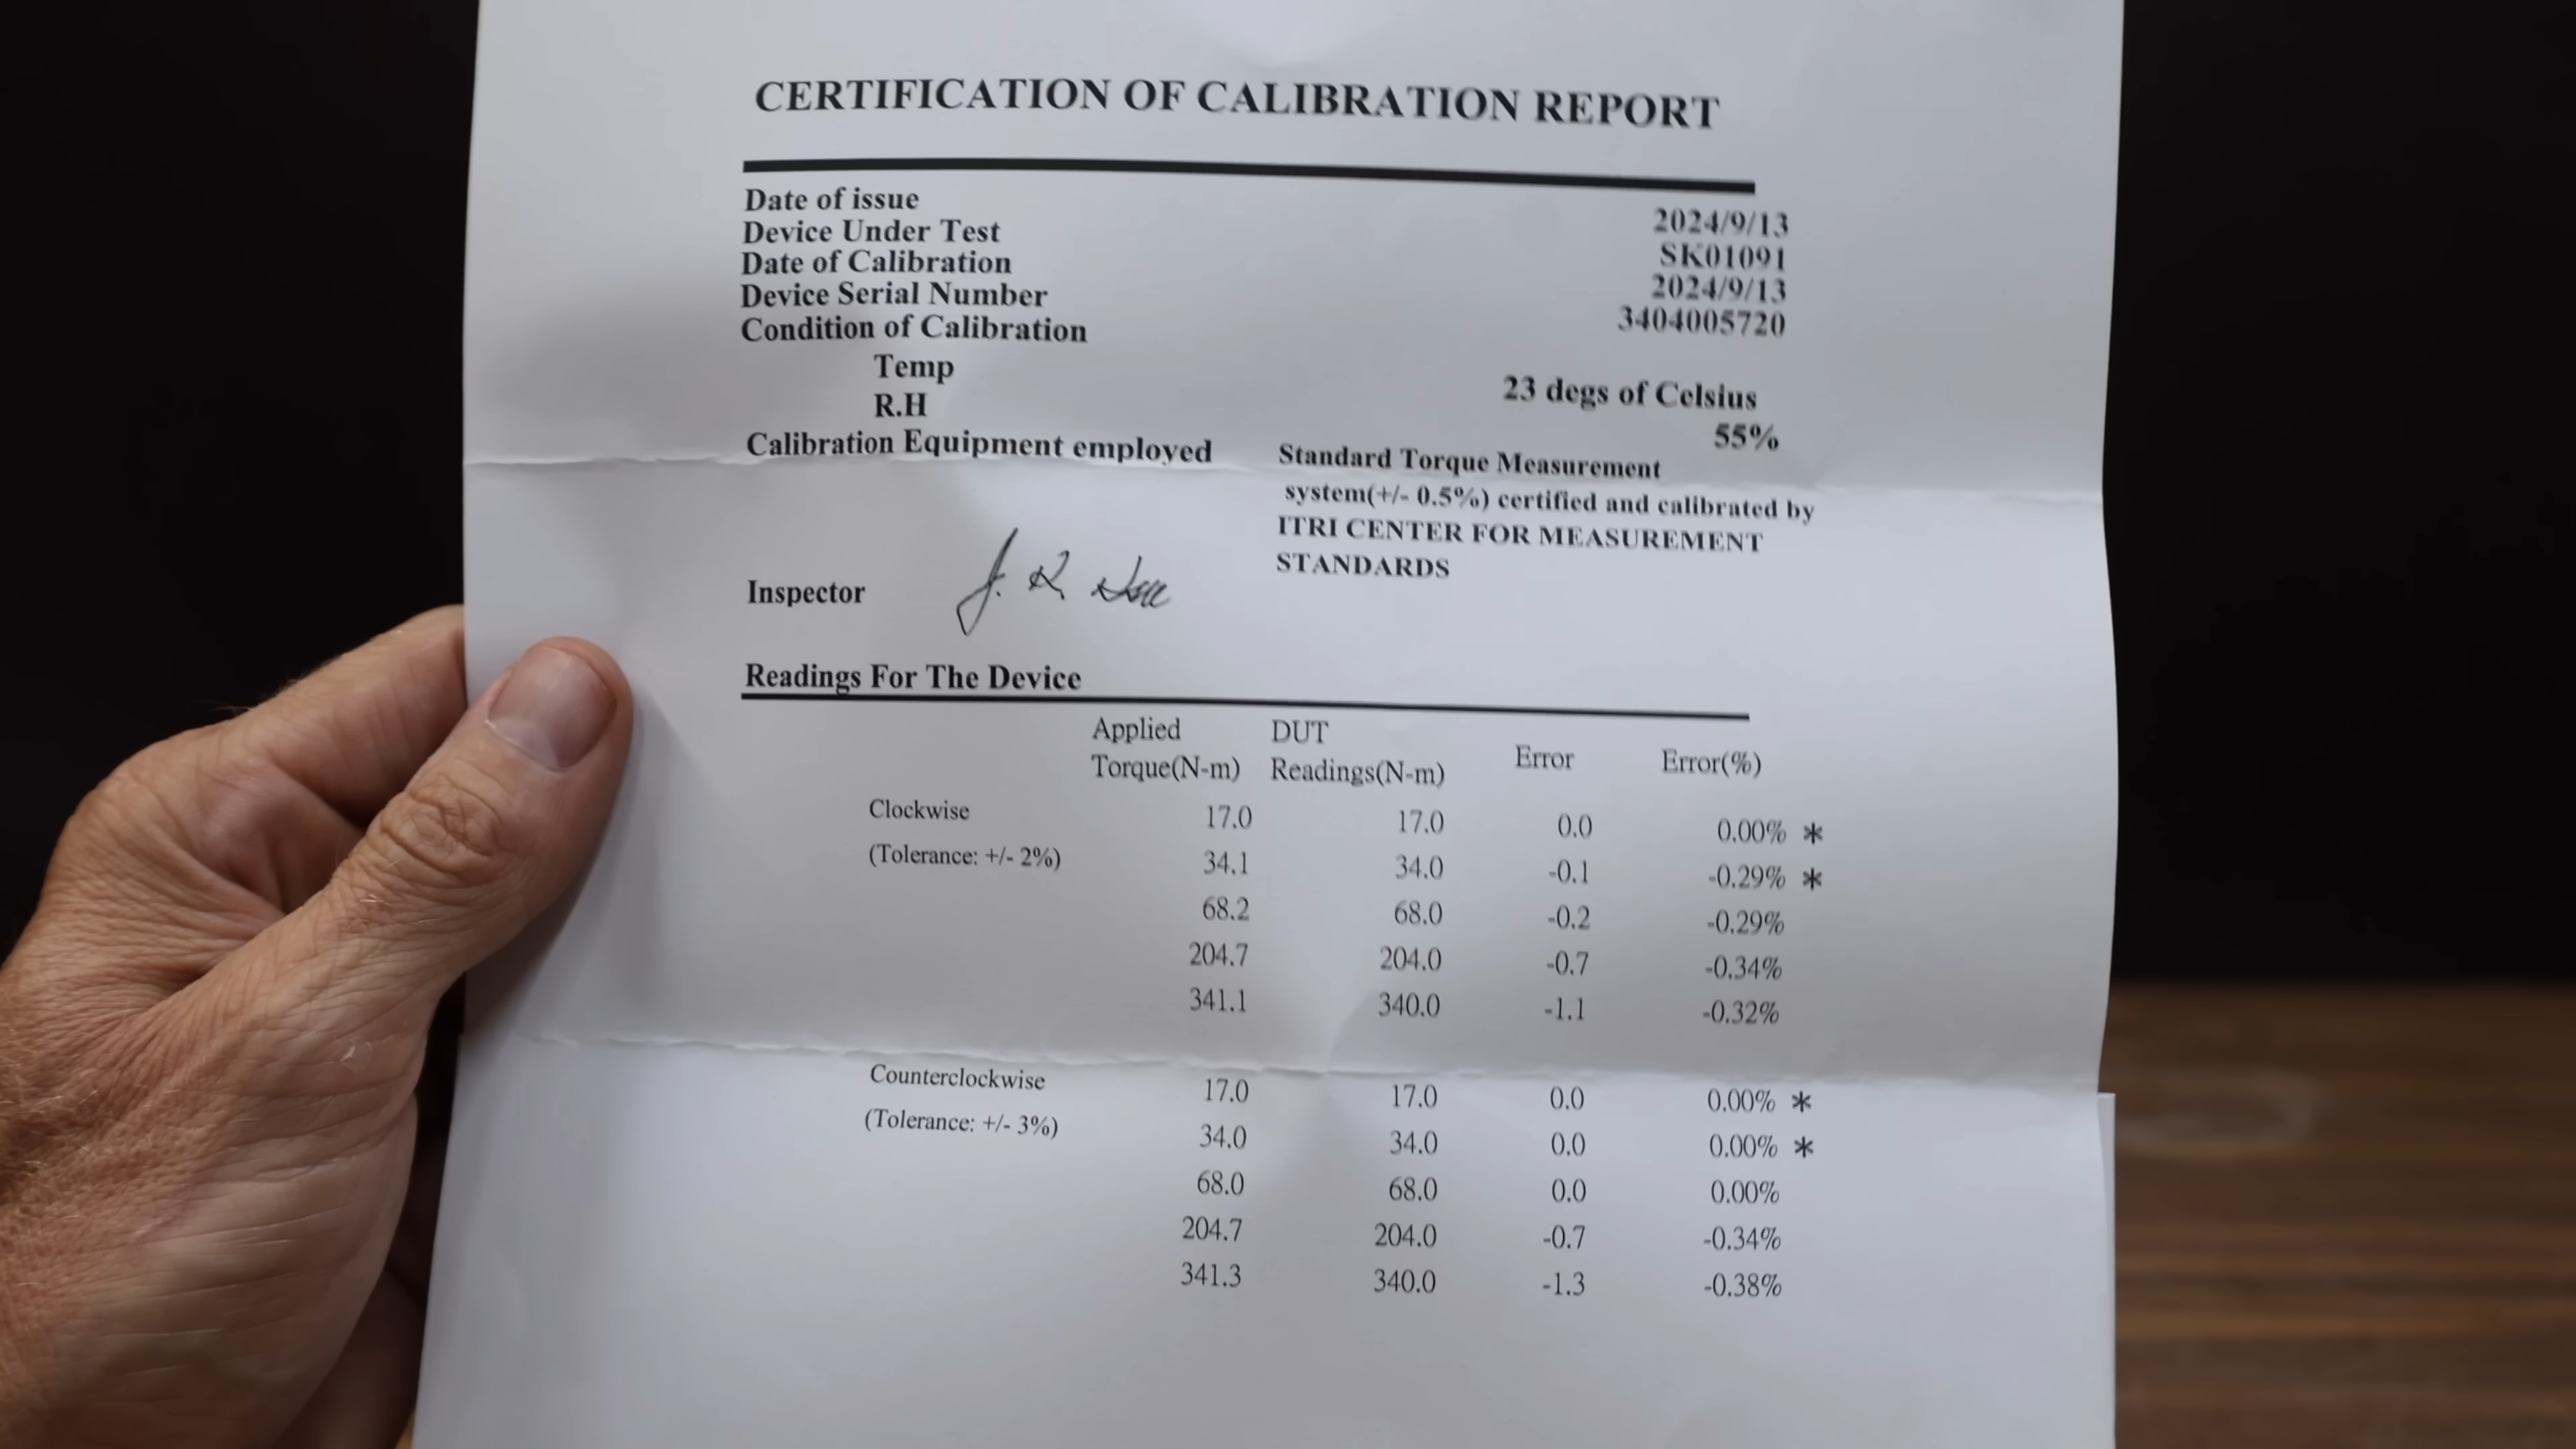 CERTIFICATION OF CALIBRATION REPORT
Date of issue 2024/9/13
Device Under Test SK01091
Date of Calibration 2024/9/13
Device Serial Number 3404005720
Condition of Calibration
Temp 23 degs of Celsius
R.H 55%
Calibration Equipment employed Standard Torque Measurement
system(+/- 0.5%) certified and calibrated by
ITRI CENTER FOR MEASUREMENT
STANDARDS
Inspector
Readings For The Device
Applied DUT
Torque(N-m) Readings(N-m) Error Error(%)
Clockwise 17.0 17.0 0.0 0.00% *
(Tolerance: +/- 2%) 34.1 34.0 -0.1 -0.29% *
68.2 68.0 -0.2 -0.29%
204.7 204.0 -0.7 -0.34%
341.1 340.0 -1.1 -0.32%
Counterclockwise 17.0 17.0 0.0 0.00% *
(Tolerance: +/- 3%) 34.0 34.0 0.0 0.00% *
68.0 68.0 0.0 0.00%
204.7 204.0 -0.7 -0.34%
341.3 340.0 -1.3 -0.38%